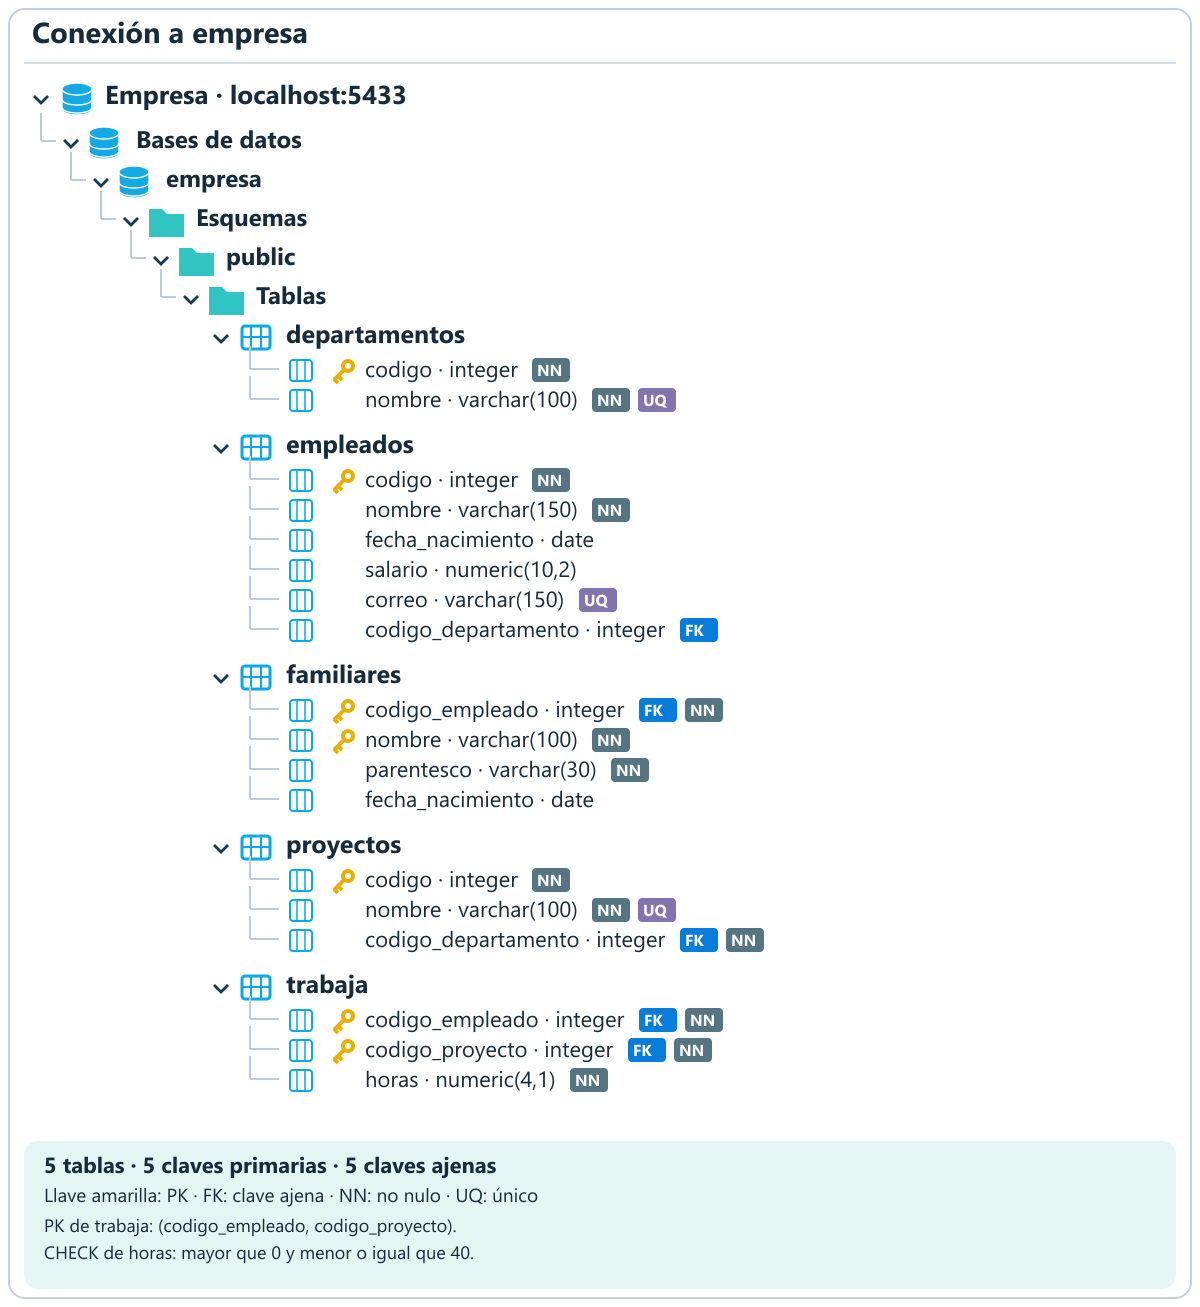 Conexión a empresa
Empresa · localhost:5433
Bases de datos
empresa
Esquemas
public
Tablas
departamentos
codigo · integer NN
nombre · varchar(100) NN UQ
empleados
codigo · integer NN
nombre · varchar(150) NN
fecha_nacimiento · date
salario · numeric(10,2)
correo · varchar(150) UQ
codigo_departamento · integer FK
familiares
codigo_empleado · integer FK NN
nombre · varchar(100) NN
parentesco · varchar(30) NN
fecha_nacimiento · date
proyectos
codigo · integer NN
nombre · varchar(100) NN UQ
codigo_departamento · integer FK NN
trabaja
codigo_empleado · integer FK NN
codigo_proyecto · integer FK NN
horas · numeric(4,1) NN
5 tablas · 5 claves primarias · 5 claves ajenas
Llave amarilla: PK · FK: clave ajena · NN: no nulo · UQ: único
PK de trabaja: (codigo_empleado, codigo_proyecto).
CHECK de horas: mayor que 0 y menor o igual que 40.